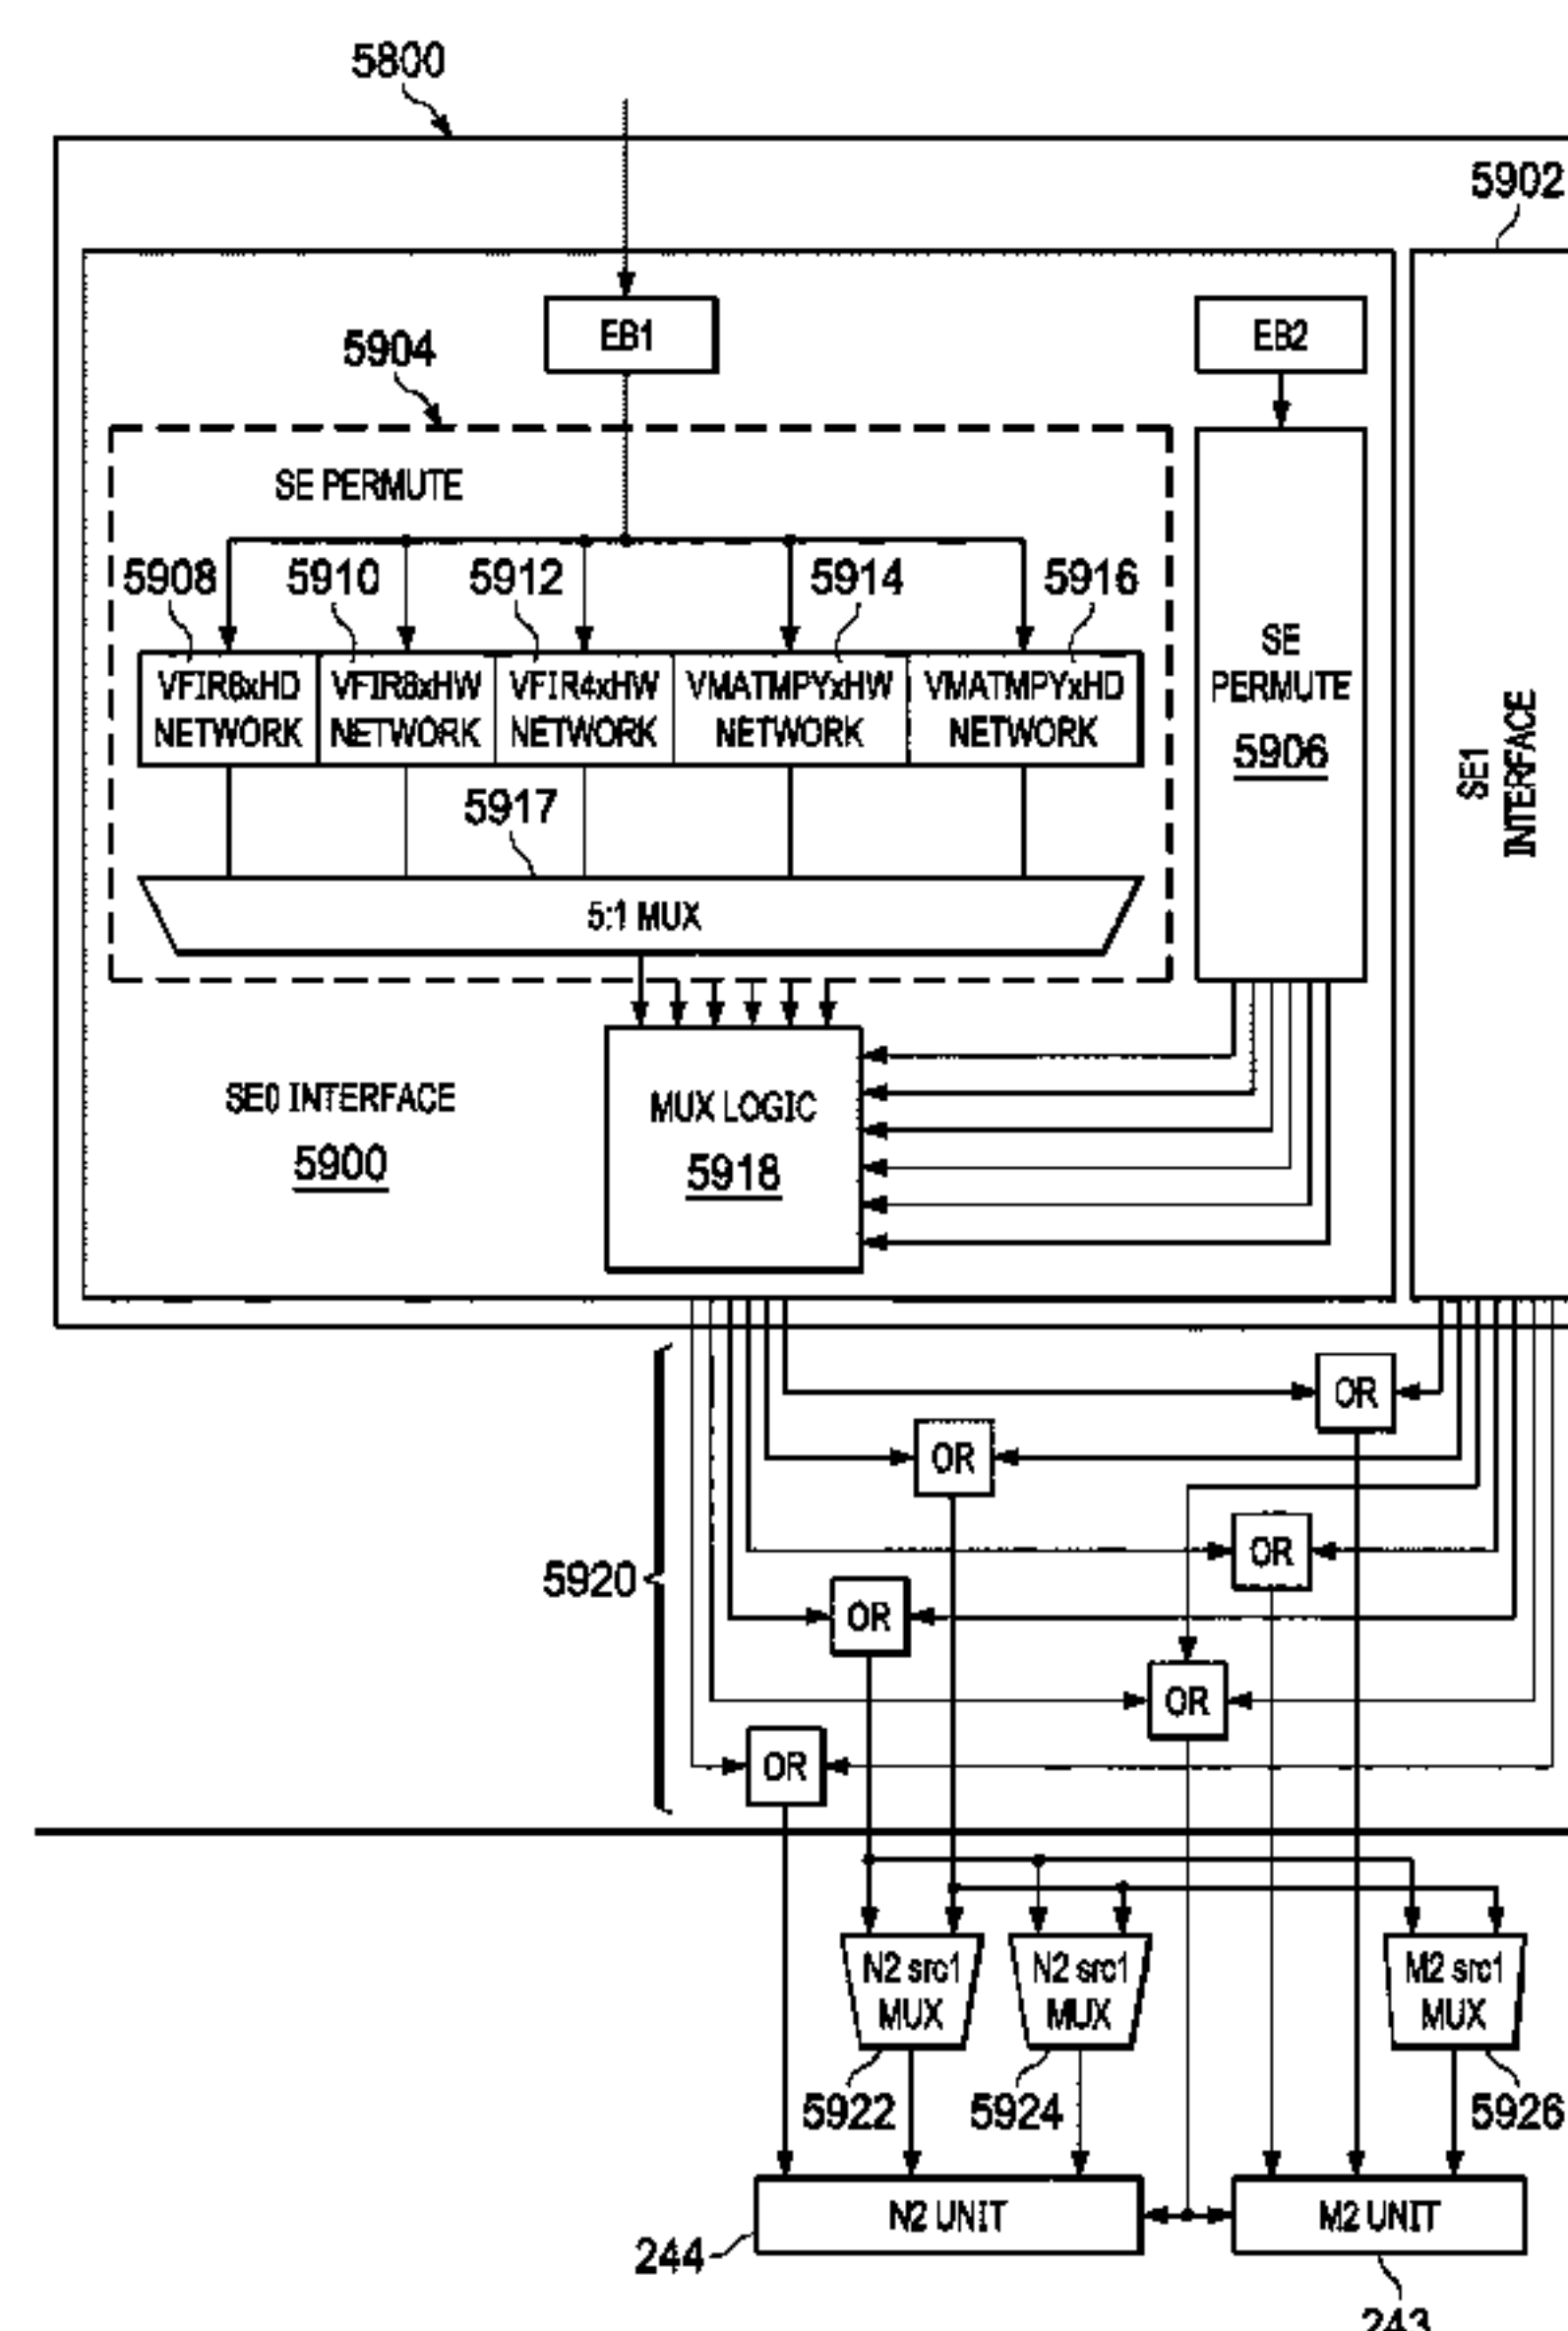 5800
5902
EB1
EB2
5904
SE PERMUTE
5908
5910
5912
5914
5916
VFIR8xHD
NETWORK
VFIR8xHW
NETWORK
VFIR4xHW
NETWORK
VMATMPYxHW
NETWORK
VMATMPYxHD
NETWORK
SE
PERMUTE
5906
SE1
INTERFACE
5917
5:1 MUX
SE0 INTERFACE
5900
MUX LOGIC
5918
OR
OR
OR
5920
OR
OR
OR
N2 src1
MUX
N2 src1
MUX
M2 src1
MUX
5922
5924
5926
N2 UNIT
M2 UNIT
244
243